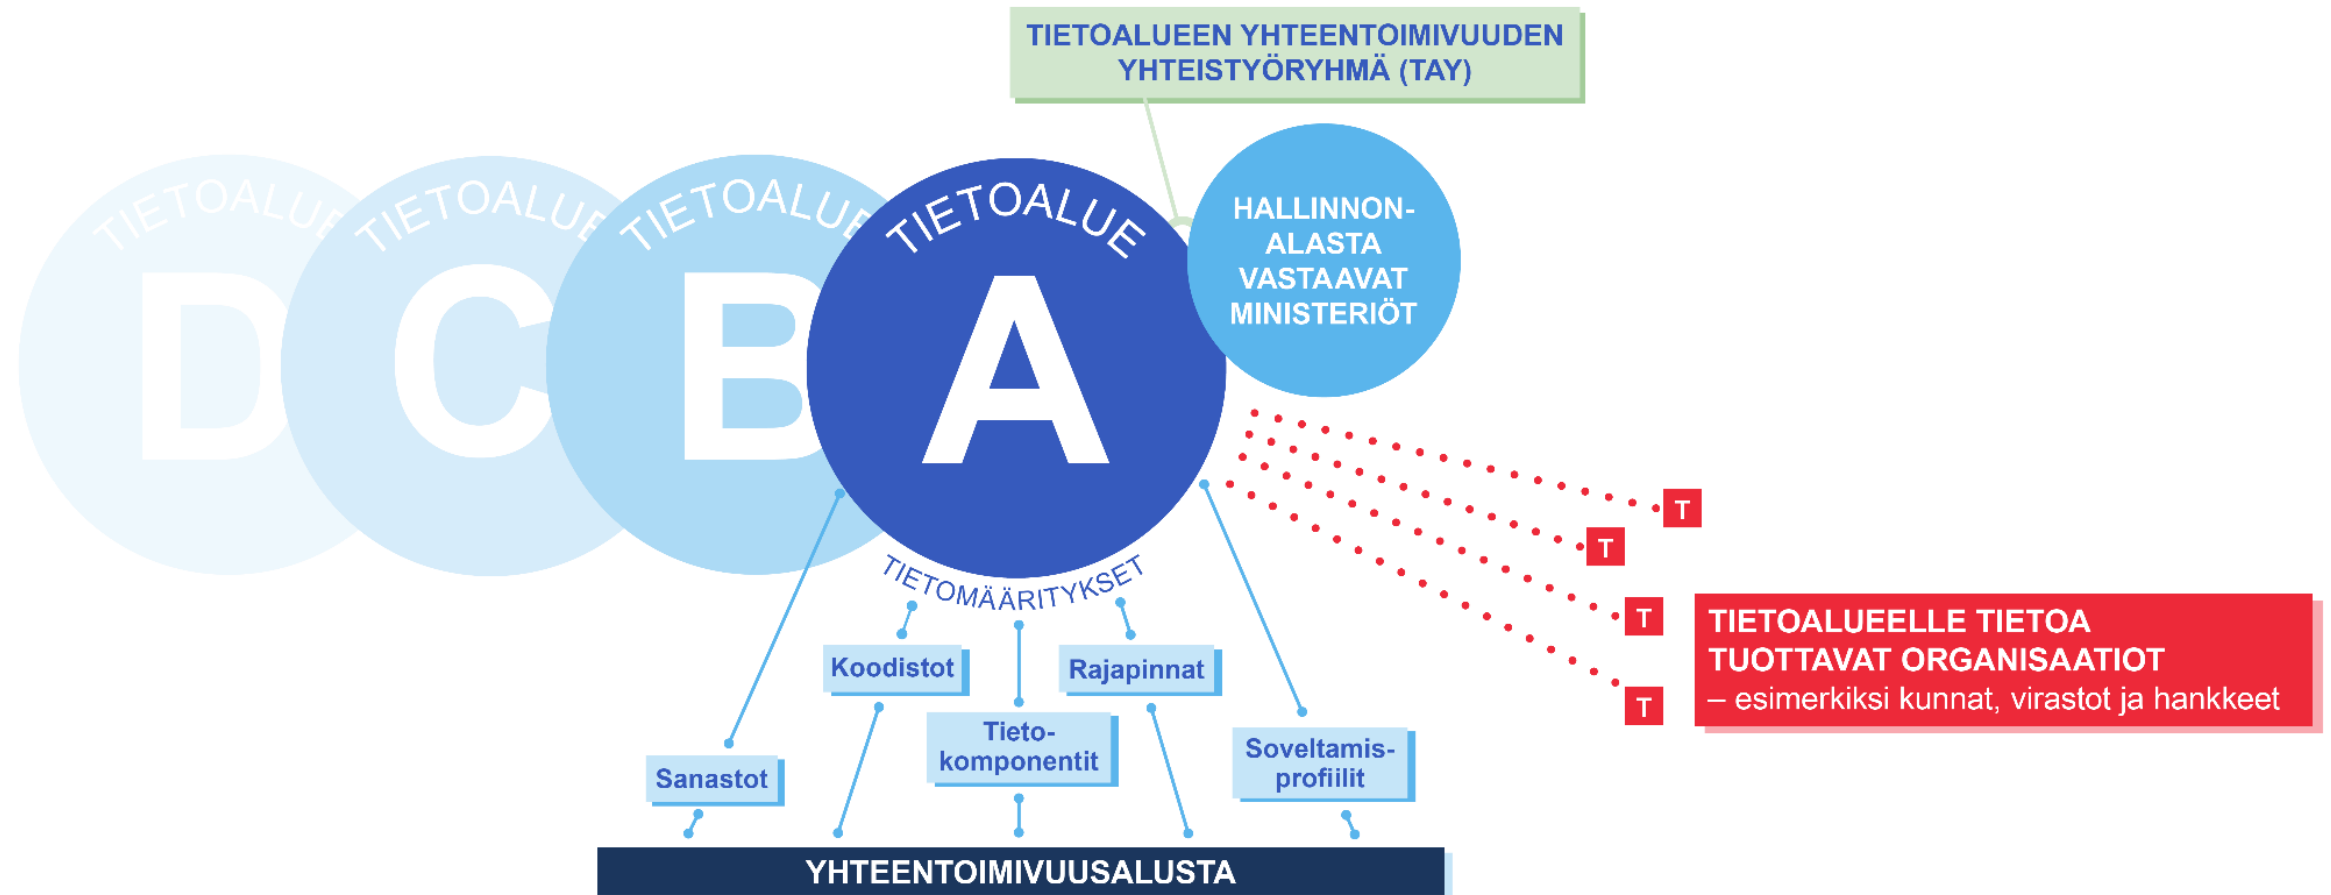 TIETOALUEEN YHTEENTOIMIVUUDEN
YHTEISTYÖRYHMÄ (TAY)
TIETOALUE
D
TIETOALUE
C
TIETOALUE
B
TIETOALUE
A
HALLINNON-
ALASTA
VASTAAVAT
MINISTERIÖT
T
T
T
T
TIETOALUEELLE TIETOA
TUOTTAVAT ORGANISAATIOT
– esimerkiksi kunnat, virastot ja hankkeet
TIETOMÄÄRITYKSET
Koodistot
Rajapinnat
Tieto-
komponentit
Sanastot
Soveltamis-
profiilit
YHTEENTOIMIVUUSALUSTA